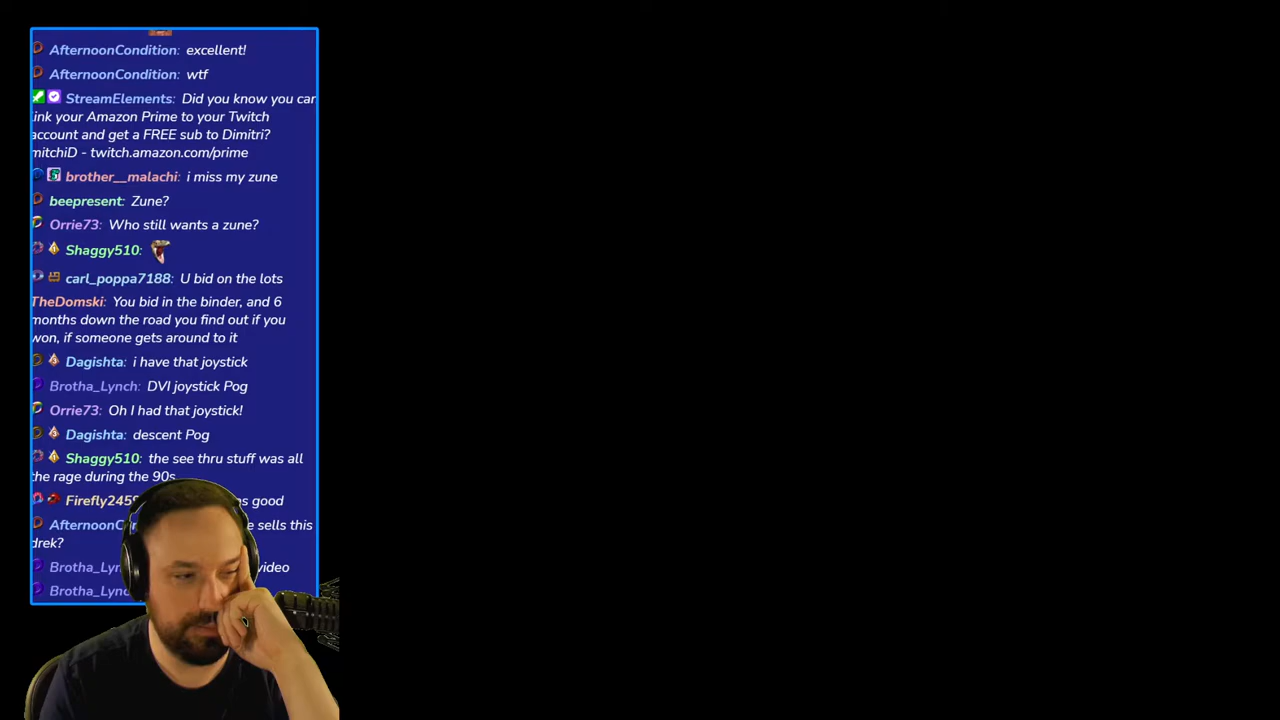 AfternoonCondition: excellent!
AfternoonCondition: wtf
StreamElements: Did you know you can
link your Amazon Prime to your Twitch
account and get a FREE sub to Dimitri?
mitchiD - twitch.amazon.com/prime
brother__malachi: i miss my zune
beepresent: Zune?
Orrie73: Who still wants a zune?
Shaggy510:
carl_poppa7188: U bid on the lots
TheDomski: You bid in the binder, and 6
months down the road you find out if you
won, if someone gets around to it
Dagishta: i have that joystick
Brotha_Lynch: DVI joystick Pog
Orrie73: Oh I had that joystick!
Dagishta: descent Pog
Shaggy510: the see thru stuff was all
the rage during the 90s
Firefly245 good
AfternoonC sells this
drek?
Brotha_Lyn video
Brotha_Lync